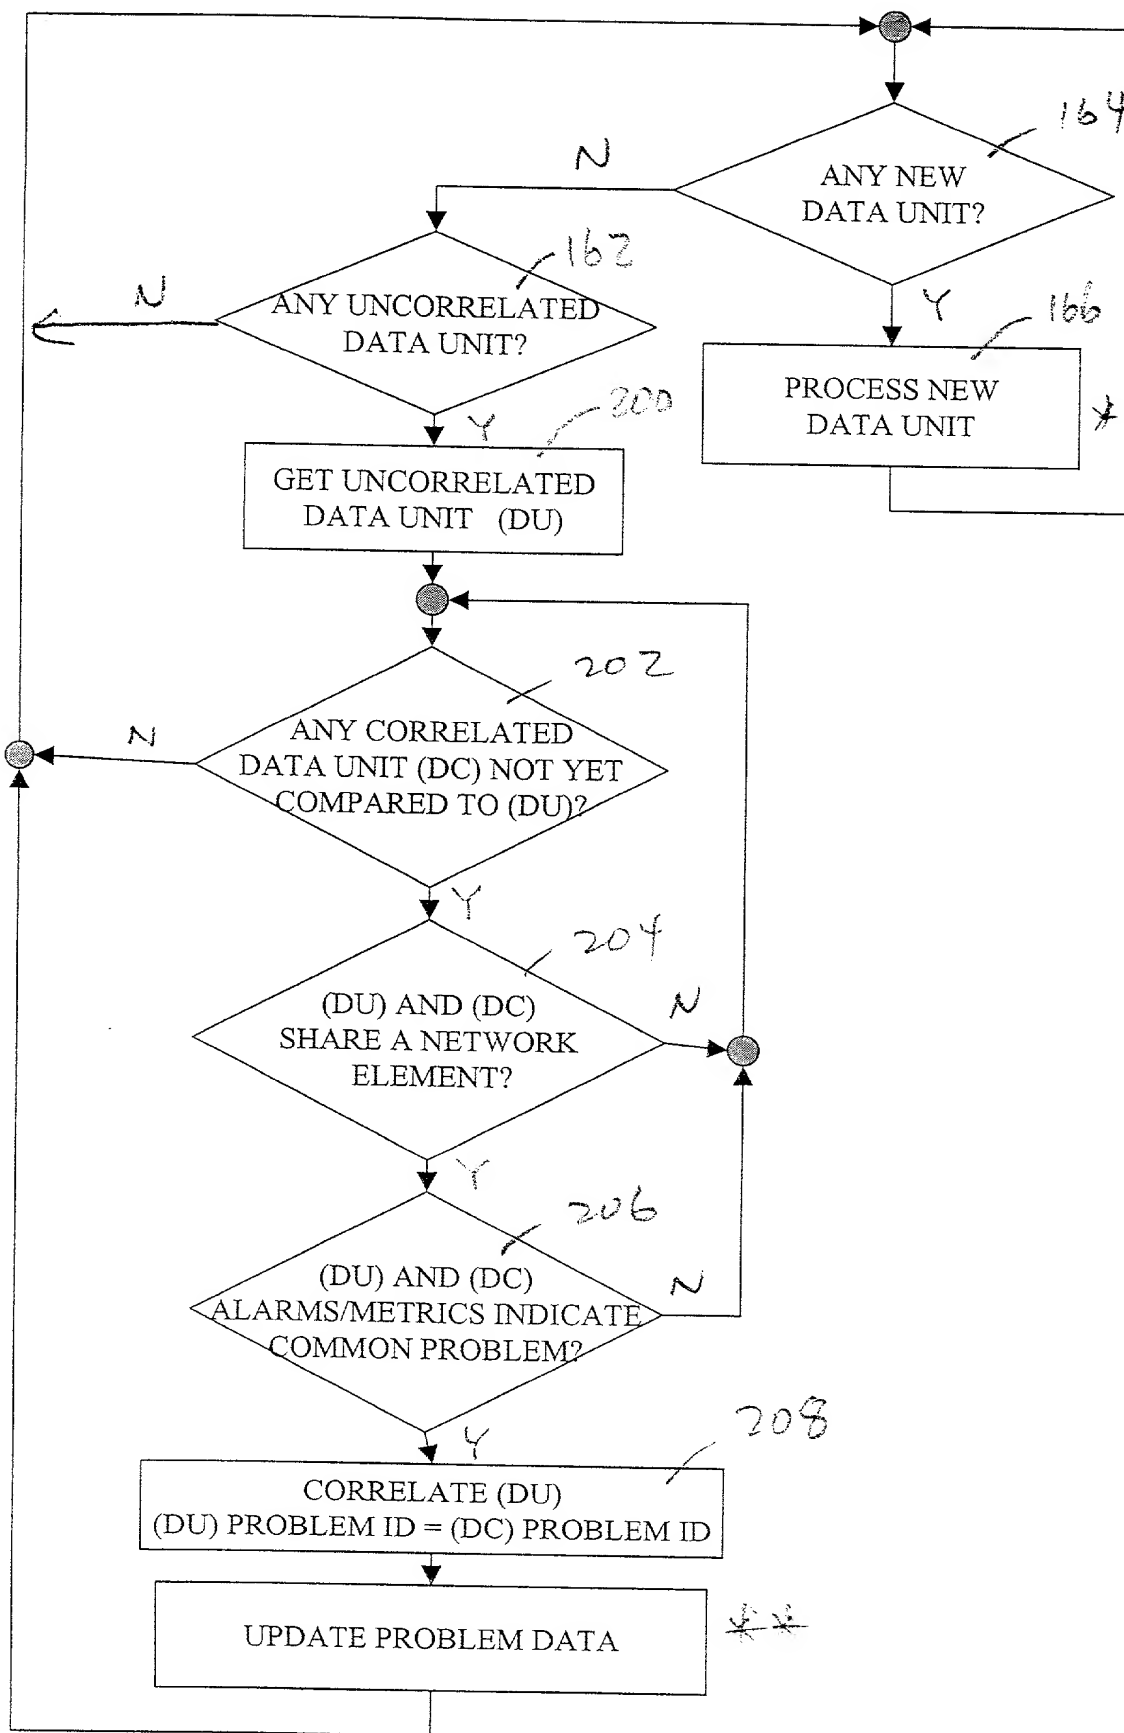 164
N
ANY NEW
DATA UNIT?
162
N
ANY UNCORRELATED
DATA UNIT?
Y
166
PROCESS NEW
DATA UNIT
*
200
Y
GET UNCORRELATED
DATA UNIT (DU)
202
N
ANY CORRELATED
DATA UNIT (DC) NOT YET
COMPARED TO (DU)?
Y
204
(DU) AND (DC)
SHARE A NETWORK
ELEMENT?
N
Y
206
(DU) AND (DC)
ALARMS/METRICS INDICATE
COMMON PROBLEM?
N
Y
208
CORRELATE (DU)
(DU) PROBLEM ID = (DC) PROBLEM ID
UPDATE PROBLEM DATA
**